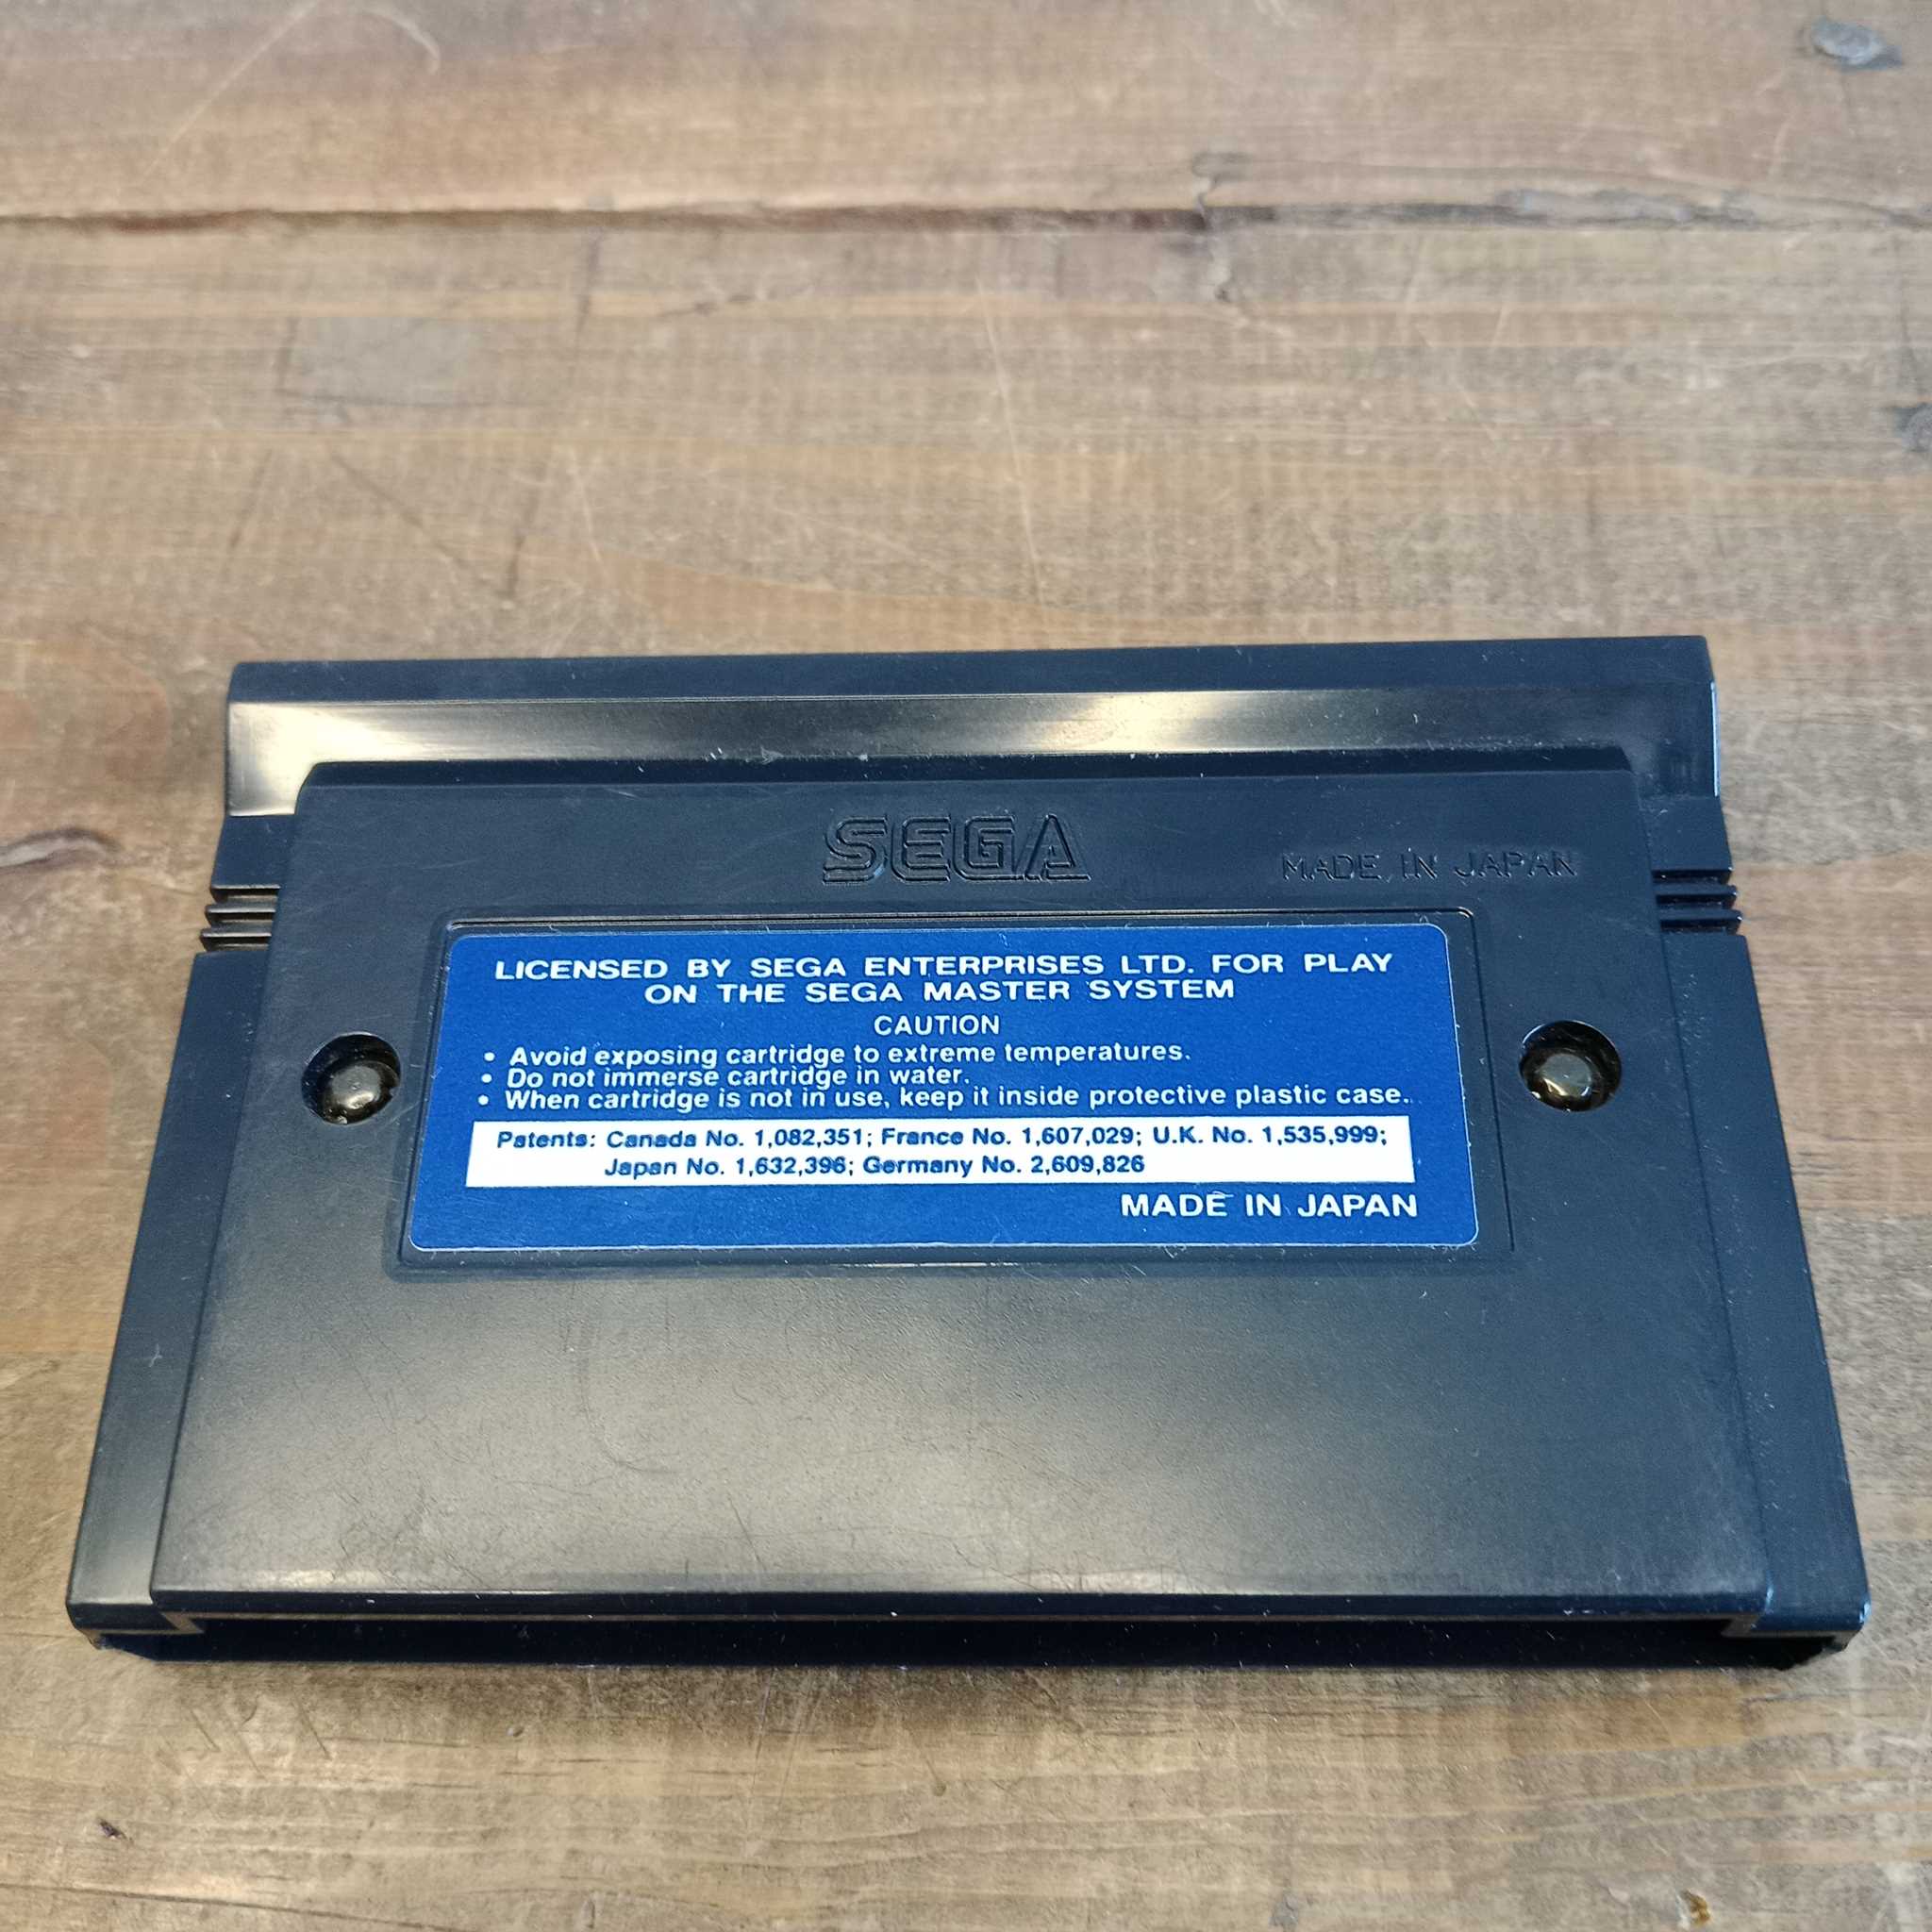 SEGA
MADE IN JAPAN
LICENSED BY SEGA ENTERPRISES LTD. FOR PLAY
ON THE SEGA MASTER SYSTEM
CAUTION
• Avoid exposing cartridge to extreme temperatures.
• Do not immerse cartridge in water.
• When cartridge is not in use, keep it inside protective plastic case.
Patents: Canada No. 1,082,351; France No. 1,607,029; U.K. No. 1,535,999;
Japan No. 1,632,396; Germany No. 2,609,826
MADE IN JAPAN